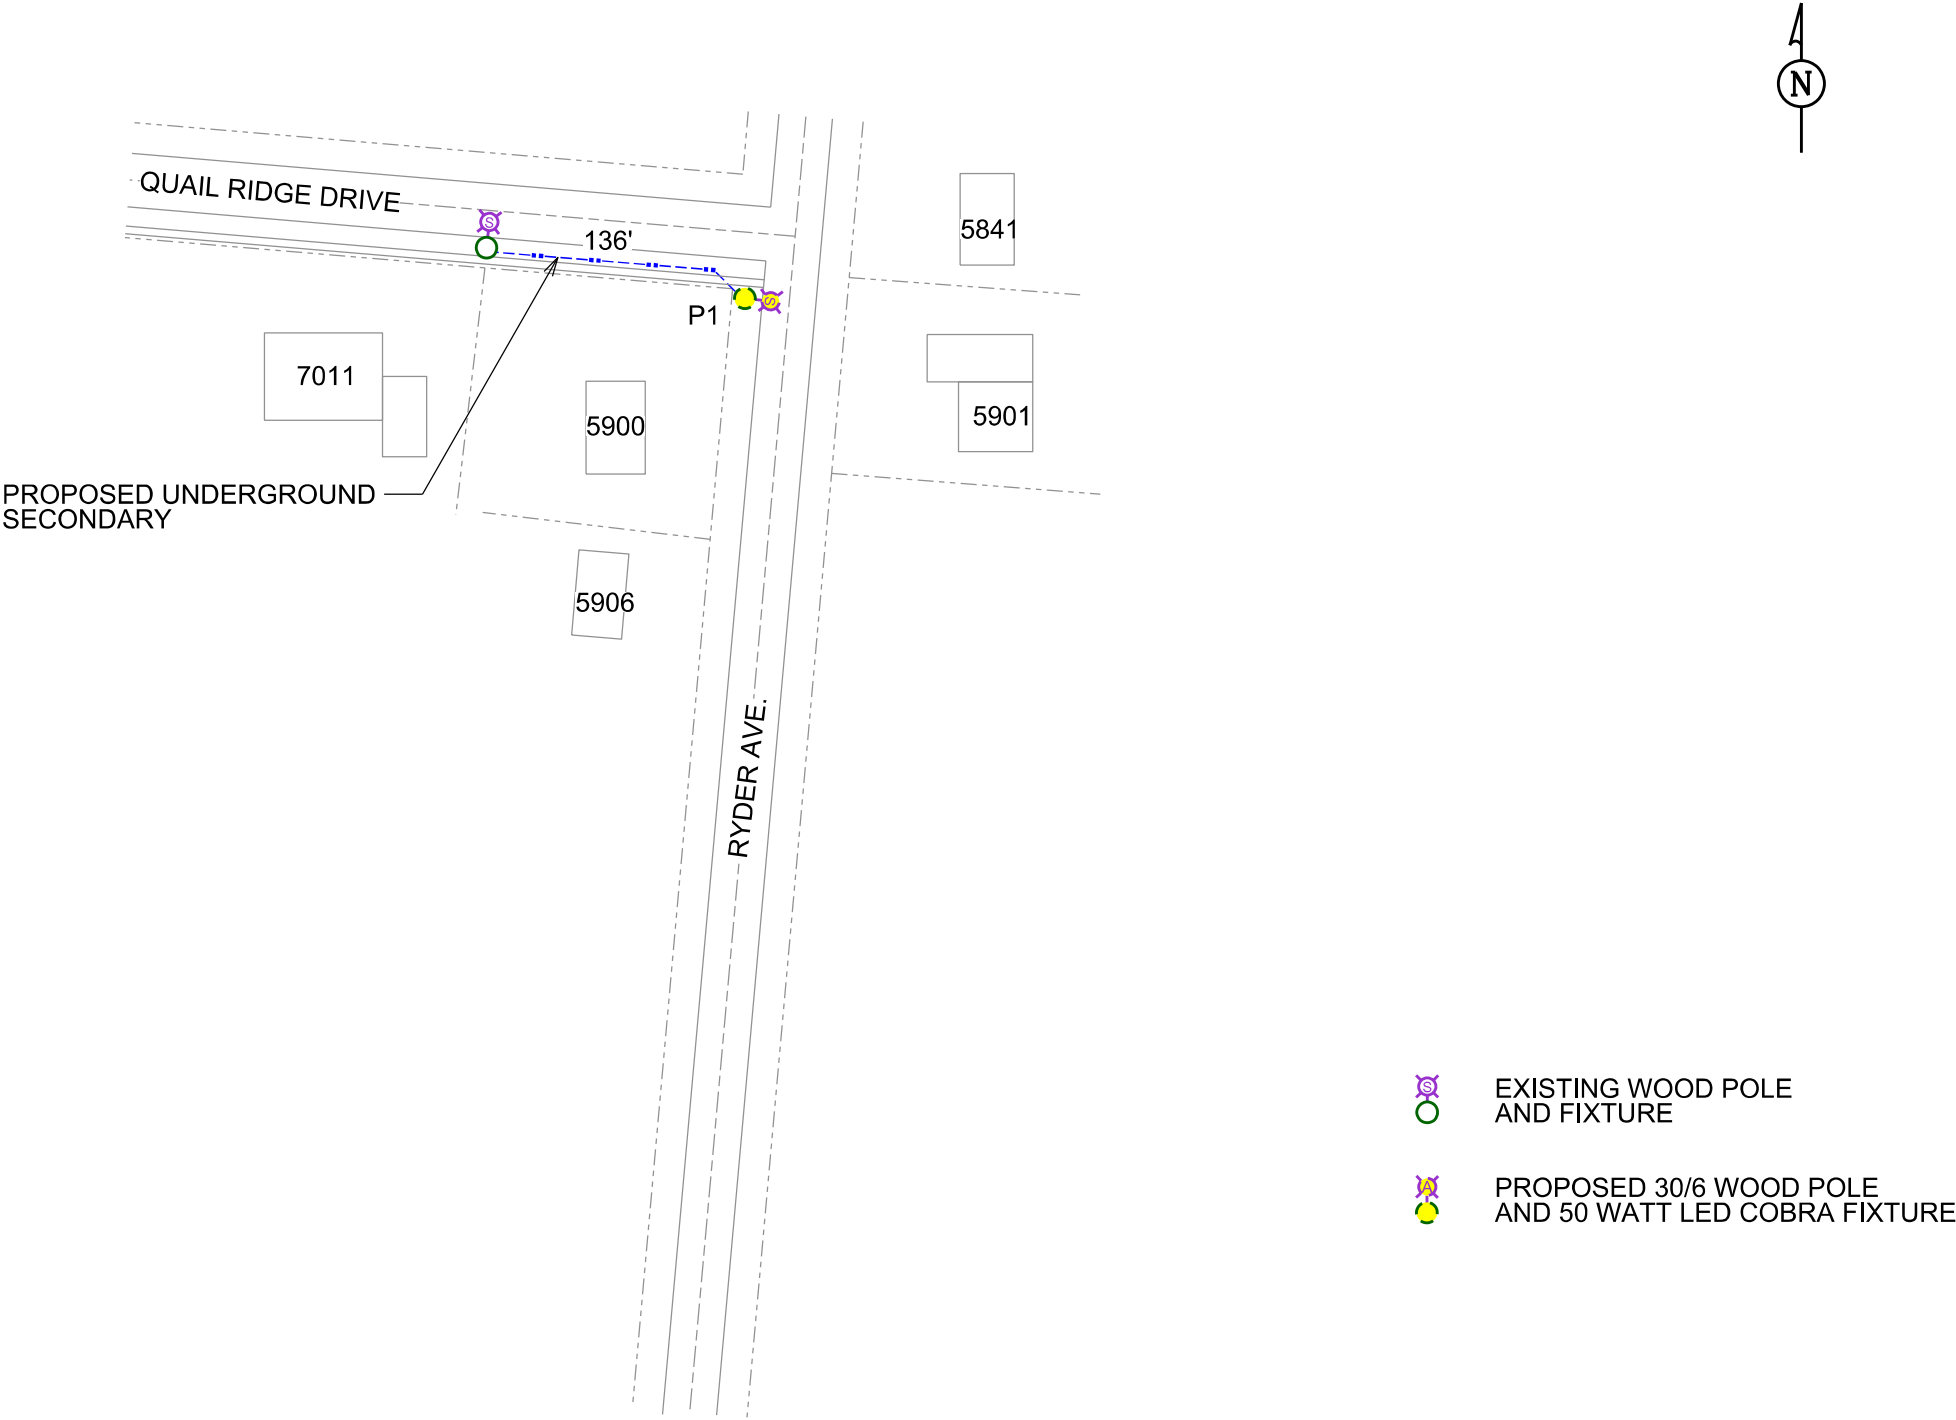 N
QUAIL RIDGE DRIVE
S
136'
5841
S
P1
7011
5900
5901
PROPOSED UNDERGROUND
SECONDARY
5906
RYDER AVE.
S
EXISTING WOOD POLE
AND FIXTURE
A
PROPOSED 30/6 WOOD POLE
AND 50 WATT LED COBRA FIXTURE